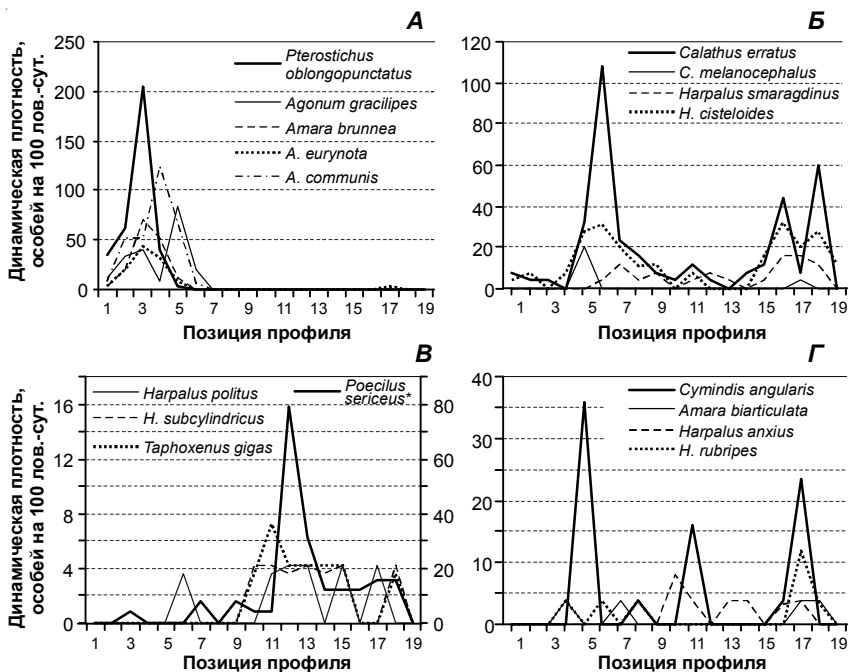 А
Динамическая плотность,
особей на 100 лов.-сут.
250
200
150
100
50
0
Pterostichus
oblongopunctatus
Agonum gracilipes
Amara brunnea
A. eurynota
A. communis
1 3 5 7 9 11 13 15 17 19
Позиция профиля
Б
120
100
80
60
40
20
0
Calathus erratus
C. melanocephalus
Harpalus smaragdinus
H. cisteloides
1 3 5 7 9 11 13 15 17 19
Позиция профиля
В
Динамическая плотность,
особей на 100 лов.-сут.
16
12
8
4
0
Harpalus politus
H. subcylindricus
Taphoxenus gigas
Poecilus
sericeus*
80
60
40
20
0
1 3 5 7 9 11 13 15 17 19
Позиция профиля
Г
40
35
30
25
20
15
10
5
0
Cymindis angularis
Amara biarticulata
Harpalus anxius
H. rubripes
1 3 5 7 9 11 13 15 17 19
Позиция профиля